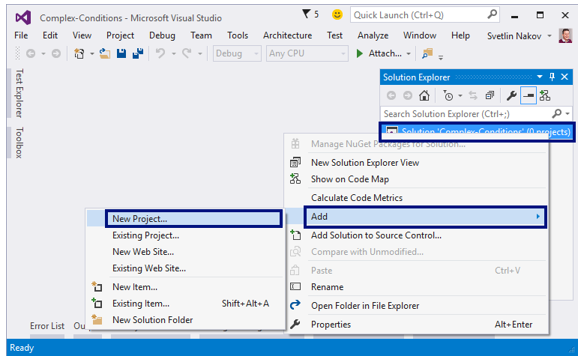 Complex-Conditions - Microsoft Visual Studio
5
Quick Launch (Ctrl+Q)
File Edit View Project Debug Team Tools Architecture Test Analyze Window Help Svetlin Nakov
Debug Any CPU Attach...
Test Explorer
Toolbox
Solution Explorer
Search Solution Explorer (Ctrl+;)
Solution 'Complex-Conditions' (0 projects)
Manage NuGet Packages for Solution...
New Solution Explorer View
Show on Code Map
Calculate Code Metrics
Add
Add Solution to Source Control...
Compare with Unmodified...
Paste Ctrl+V
Rename
Open Folder in File Explorer
Properties Alt+Enter
New Project...
Existing Project...
New Web Site...
Existing Web Site...
New Item...
Existing Item... Shift+Alt+A
New Solution Folder
Error List
Ready